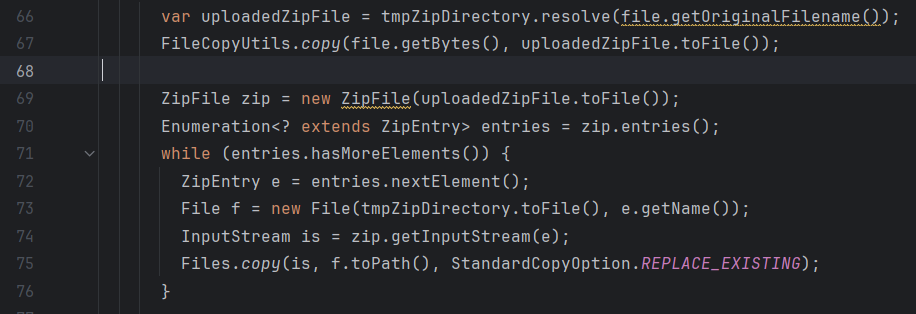 66 var uploadedZipFile = tmpZipDirectory.resolve(file.getOriginalFilename());
67 FileCopyUtils.copy(file.getBytes(), uploadedZipFile.toFile());
68
69 ZipFile zip = new ZipFile(uploadedZipFile.toFile());
70 Enumeration<? extends ZipEntry> entries = zip.entries();
71 while (entries.hasMoreElements()) {
72 ZipEntry e = entries.nextElement();
73 File f = new File(tmpZipDirectory.toFile(), e.getName());
74 InputStream is = zip.getInputStream(e);
75 Files.copy(is, f.toPath(), StandardCopyOption.REPLACE_EXISTING);
76 }